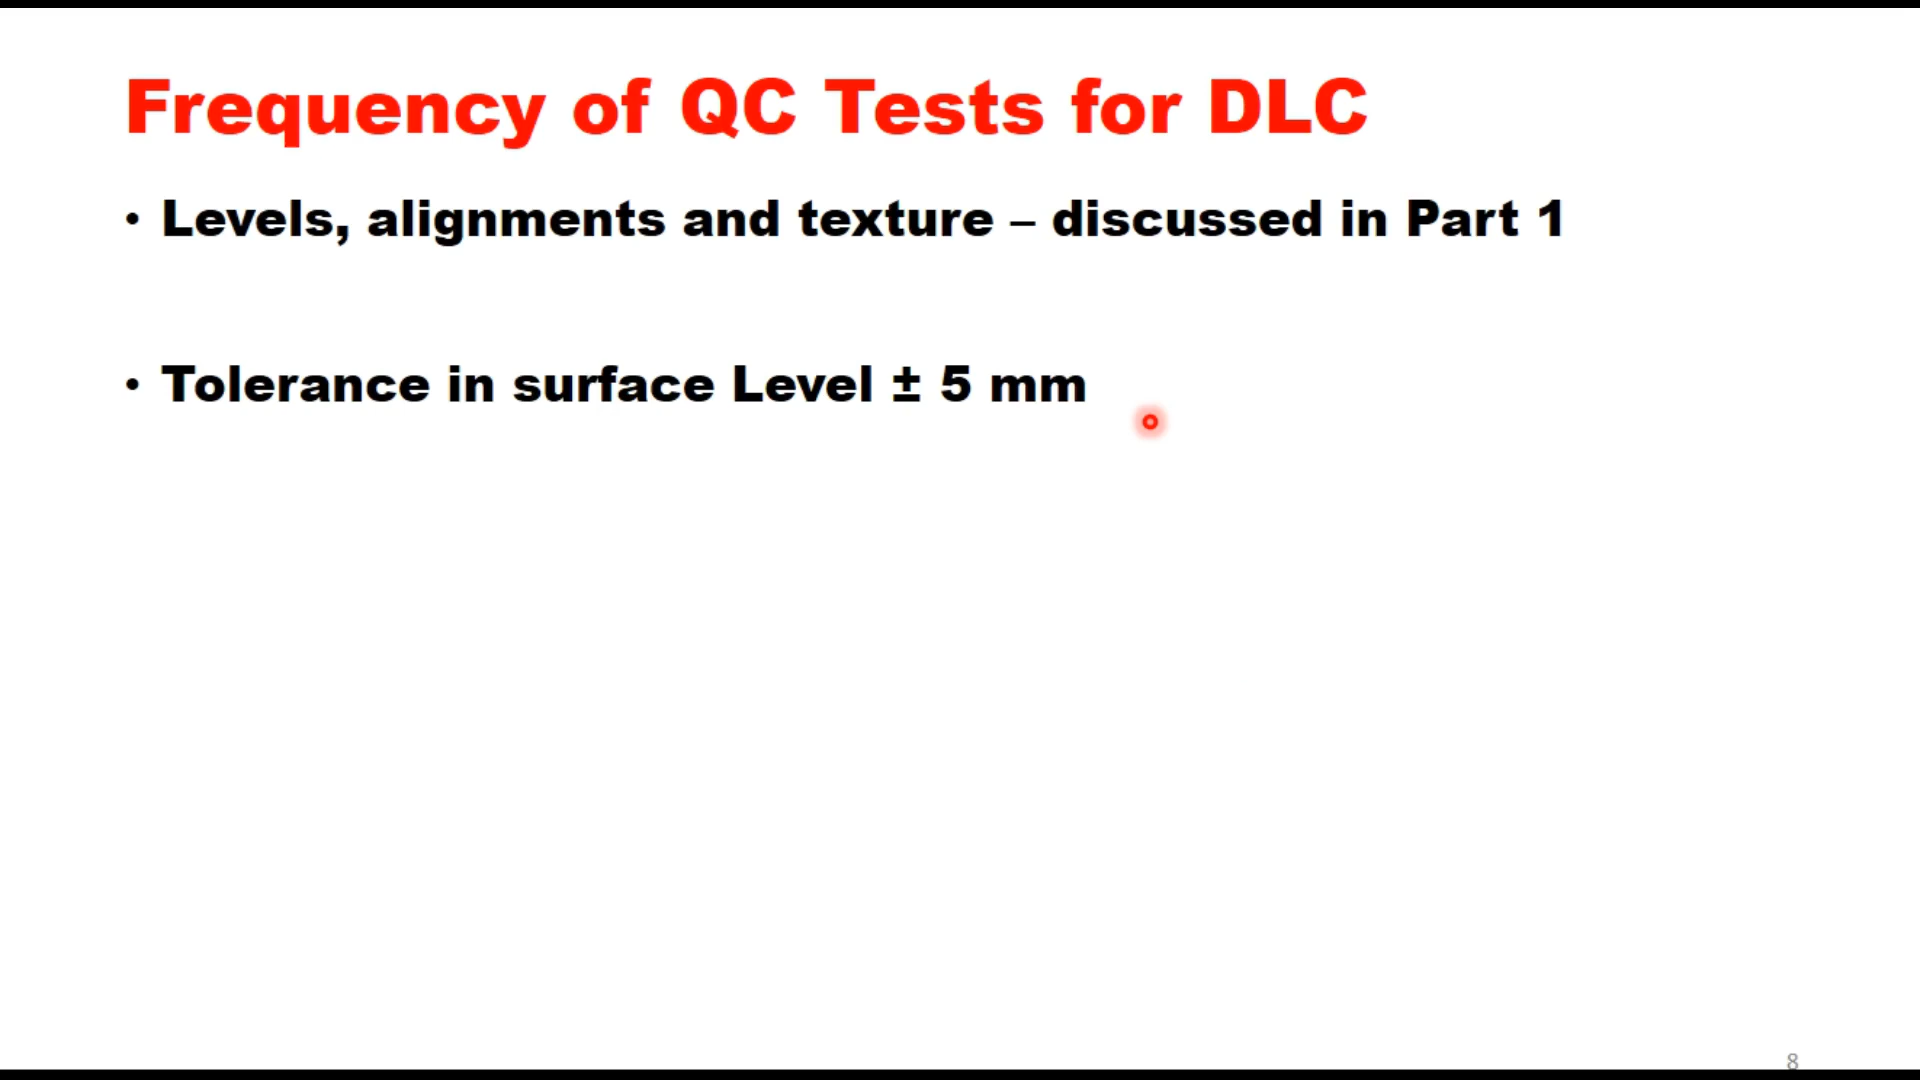 Frequency of QC Tests for DLC
• Levels, alignments and texture – discussed in Part 1
• Tolerance in surface Level ± 5 mm
8